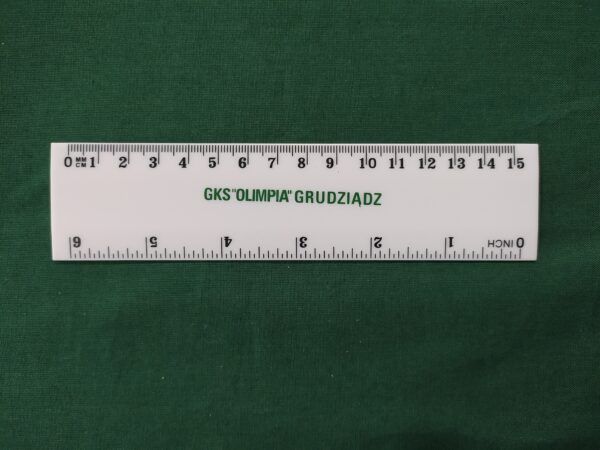 0 MM CM 1 2 3 4 5 6 7 8 9 10 11 12 13 14 15
GKS "OLIMPIA" GRUDZIĄDZ
6 5 4 3 2 1 INCH 0